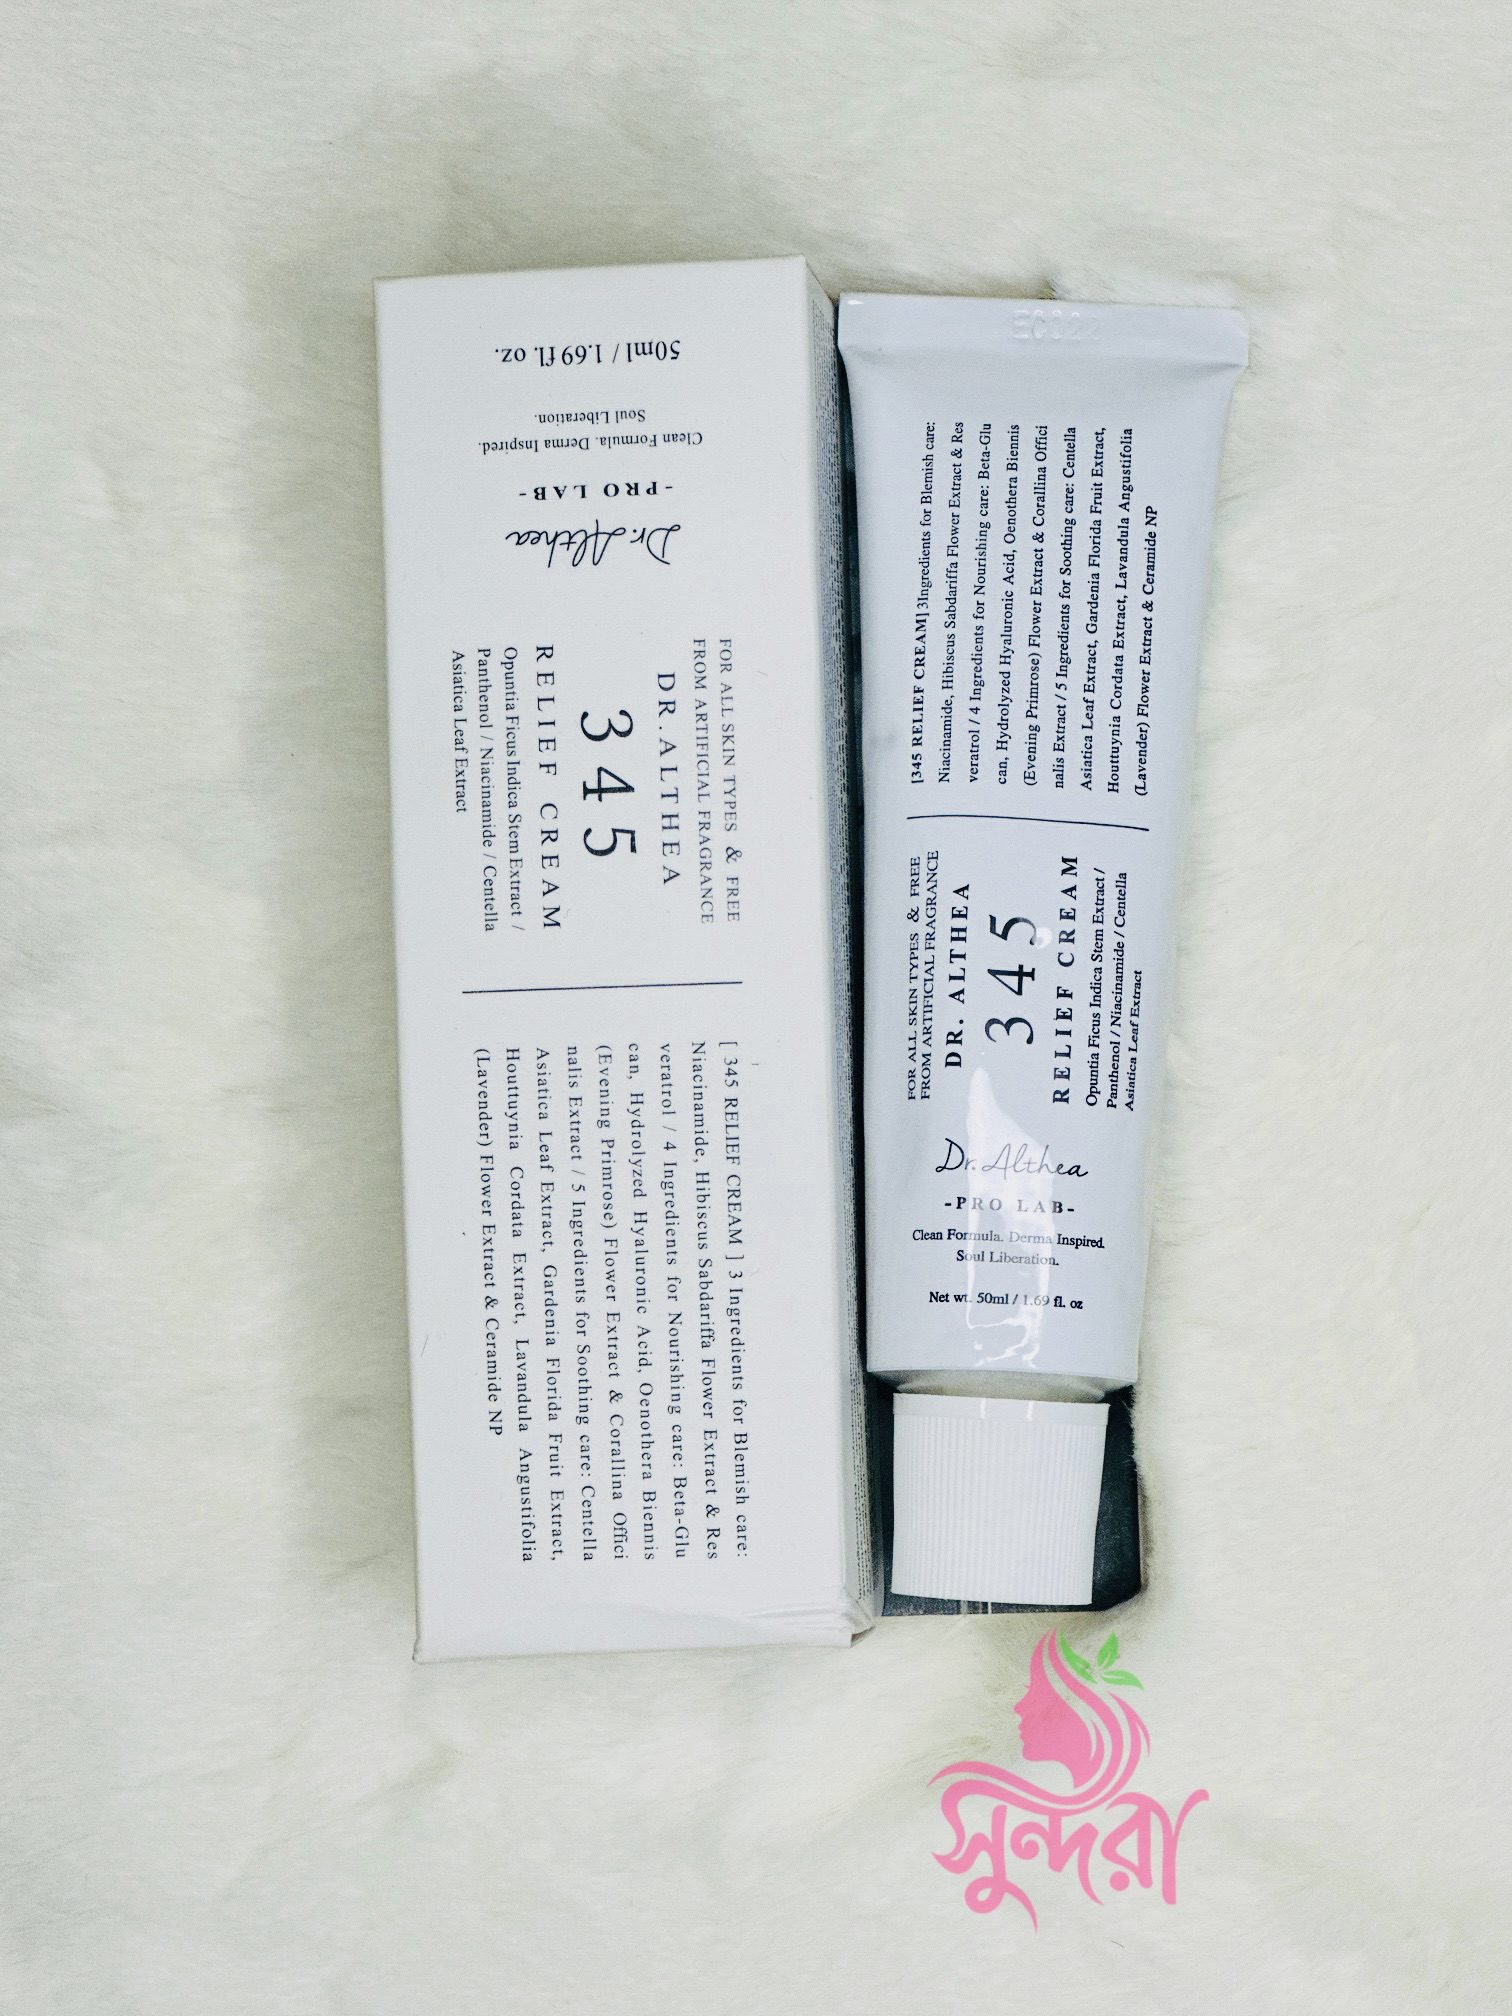 50ml / 1.69 fl. oz.
Clean Formula. Derma Inspired.
Soul Liberation.
-PRO LAB-
Dr. Althea
FOR ALL SKIN TYPES & FREE
FROM ARTIFICIAL FRAGRANCE
DR.ALTHEA
345
RELIEF CREAM
Opuntia Ficus Indica Stem Extract /
Panthenol / Niacinamide / Centella
Asiatica Leaf Extract
[ 345 RELIEF CREAM ] 3 Ingredients for Blemish care:
Niacinamide, Hibiscus Sabdariffa Flower Extract & Res
veratrol / 4 Ingredients for Nourishing care: Beta-Glu
can, Hydrolyzed Hyaluronic Acid, Oenothera Biennis
(Evening Primrose) Flower Extract & Corallina Offici
nalis Extract / 5 Ingredients for Soothing care: Centella
Asiatica Leaf Extract, Gardenia Florida Fruit Extract,
Houttuynia Cordata Extract, Lavandula Angustifolia
(Lavender) Flower Extract & Ceramide NP
[345 RELIEF CREAM] 3Ingredients for Blemish care:
Niacinamide, Hibiscus Sabdariffa Flower Extract & Res
veratrol / 4 Ingredients for Nourishing care: Beta-Glu
can, Hydrolyzed Hyaluronic Acid, Oenothera Biennis
(Evening Primrose) Flower Extract & Corallina Offici
nalis Extract / 5 Ingredients for Soothing care: Centella
Asiatica Leaf Extract, Gardenia Florida Fruit Extract,
Houttuynia Cordata Extract, Lavandula Angustifolia
(Lavender) Flower Extract & Ceramide NP
FOR ALL SKIN TYPES & FREE
FROM ARTIFICIAL FRAGRANCE
DR. ALTHEA
345
RELIEF CREAM
Opuntia Ficus Indica Stem Extract /
Panthenol / Niacinamide / Centella
Asiatica Leaf Extract
Dr. Althea
-PRO LAB-
Clean Formula. Derma Inspired.
Soul Liberation.
Net wt. 50ml / 1.69 fl. oz
সুন্দরা